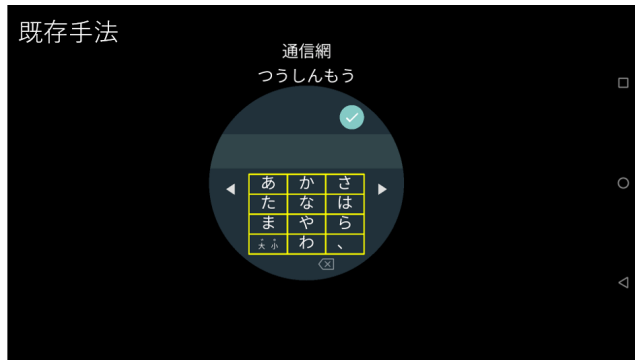 既存手法
通信網
つうしんもう
あ か さ
た な は
ま や ら
大 小 わ 、